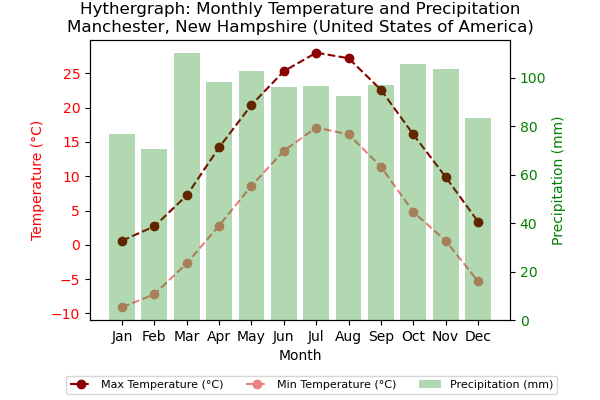 Hythergraph: Monthly Temperature and Precipitation
Manchester, New Hampshire (United States of America)
Temperature (°C)
25
20
15
10
5
0
−5
−10
Precipitation (mm)
100
80
60
40
20
0
Jan Feb Mar Apr May Jun Jul Aug Sep Oct Nov Dec
Month
Max Temperature (°C) Min Temperature (°C) Precipitation (mm)